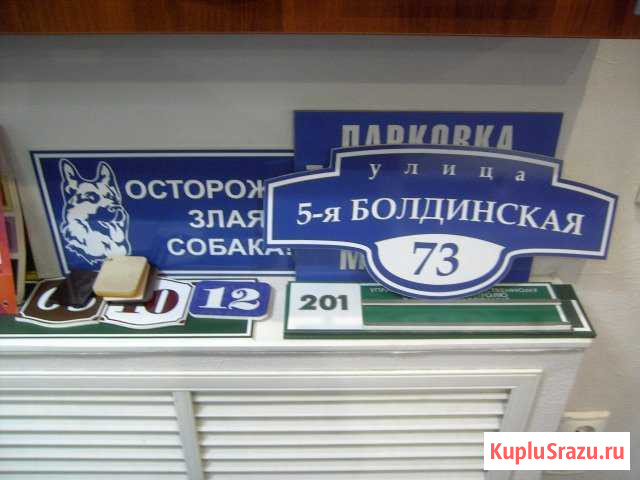 ОСТОРОЖ
ЗЛАЯ
СОБАКА!
ПАРКОВКА
улица
5-я БОЛДИНСКАЯ
73
12
201
KupluSrazu.ru